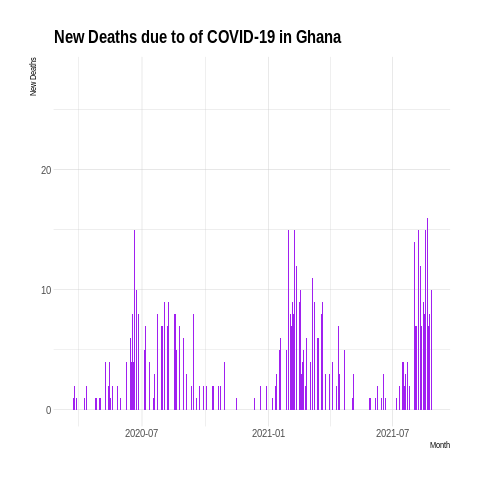 New Deaths due to of COVID-19 in Ghana
New Deaths
20
10
0
2020-07
2021-01
2021-07
Month